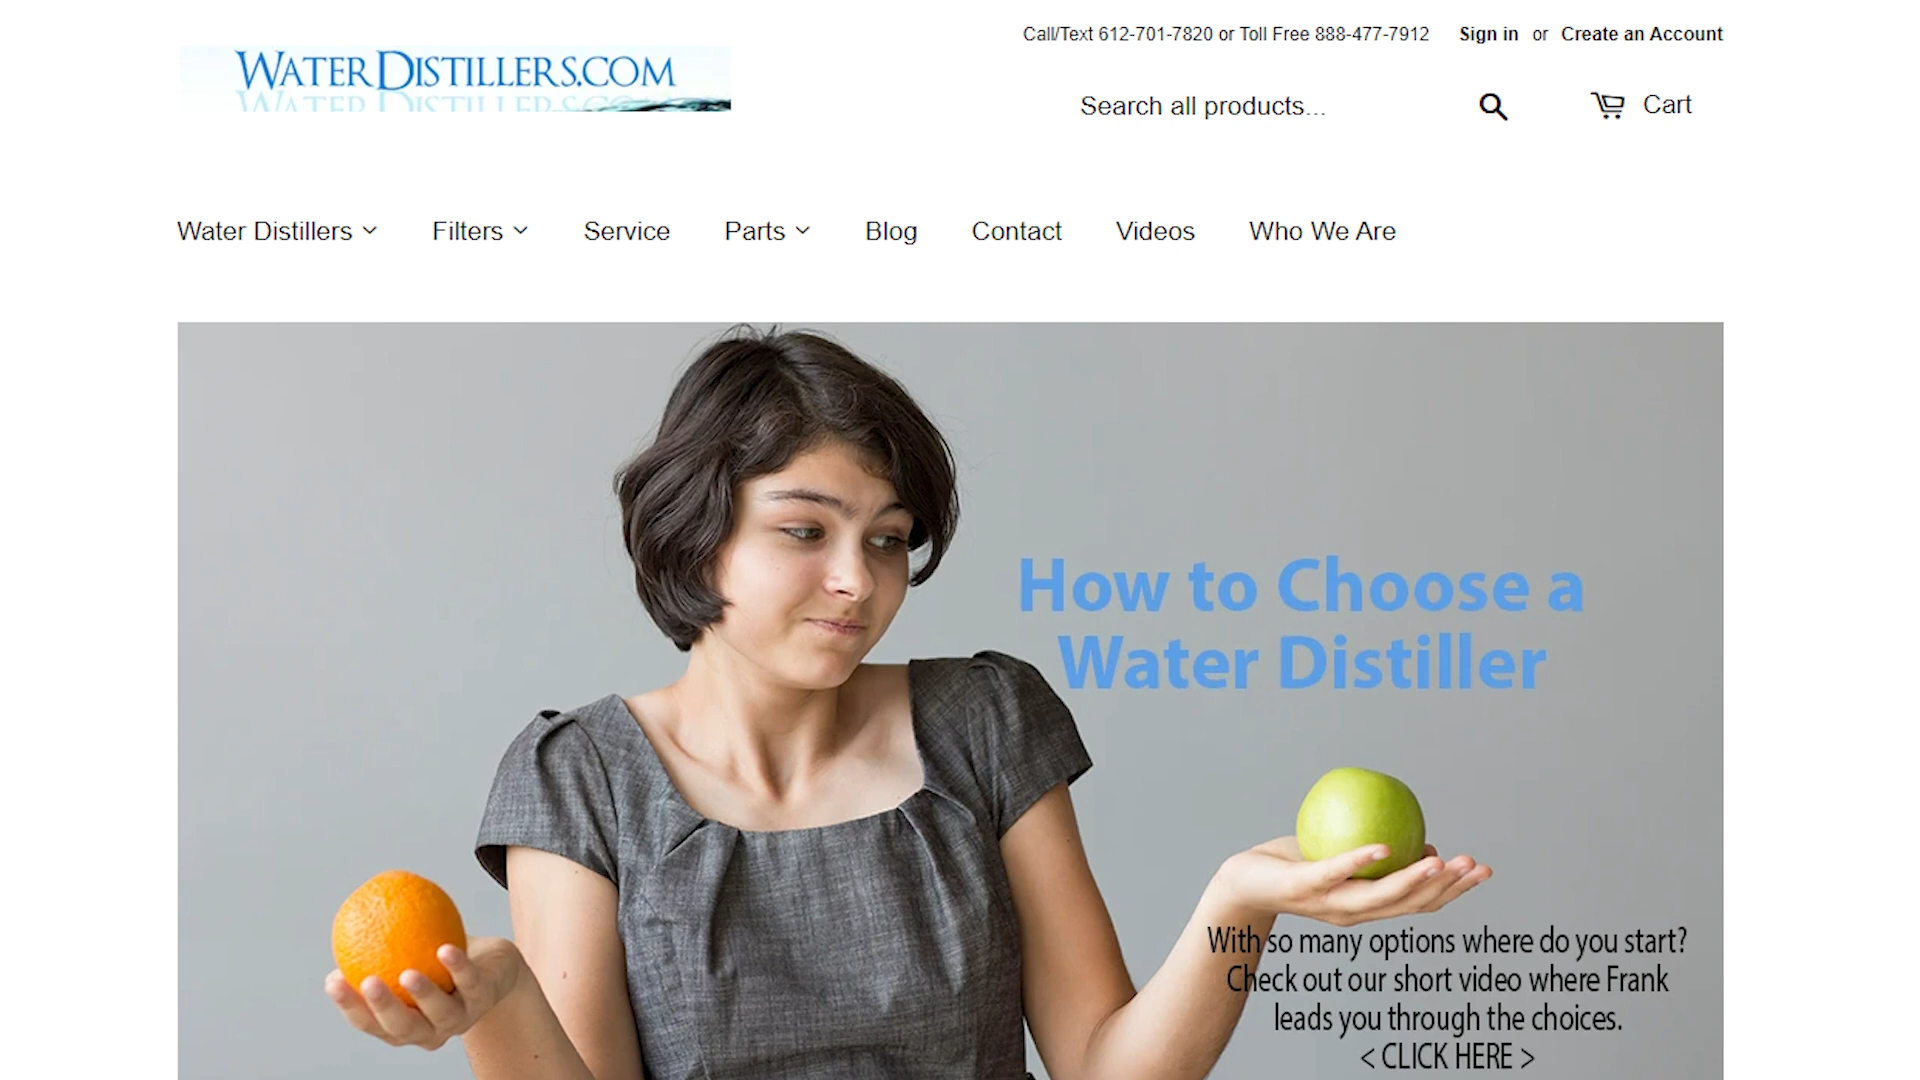 Call/Text 612-701-7820 or Toll Free 888-477-7912 Sign in or Create an Account
WATERDISTILLERS.COM
Search all products...
Cart
Water Distillers
Filters
Service
Parts
Blog
Contact
Videos
Who We Are
How to Choose a
Water Distiller
With so many options where do you start?
Check out our short video where Frank
leads you through the choices.
< CLICK HERE >